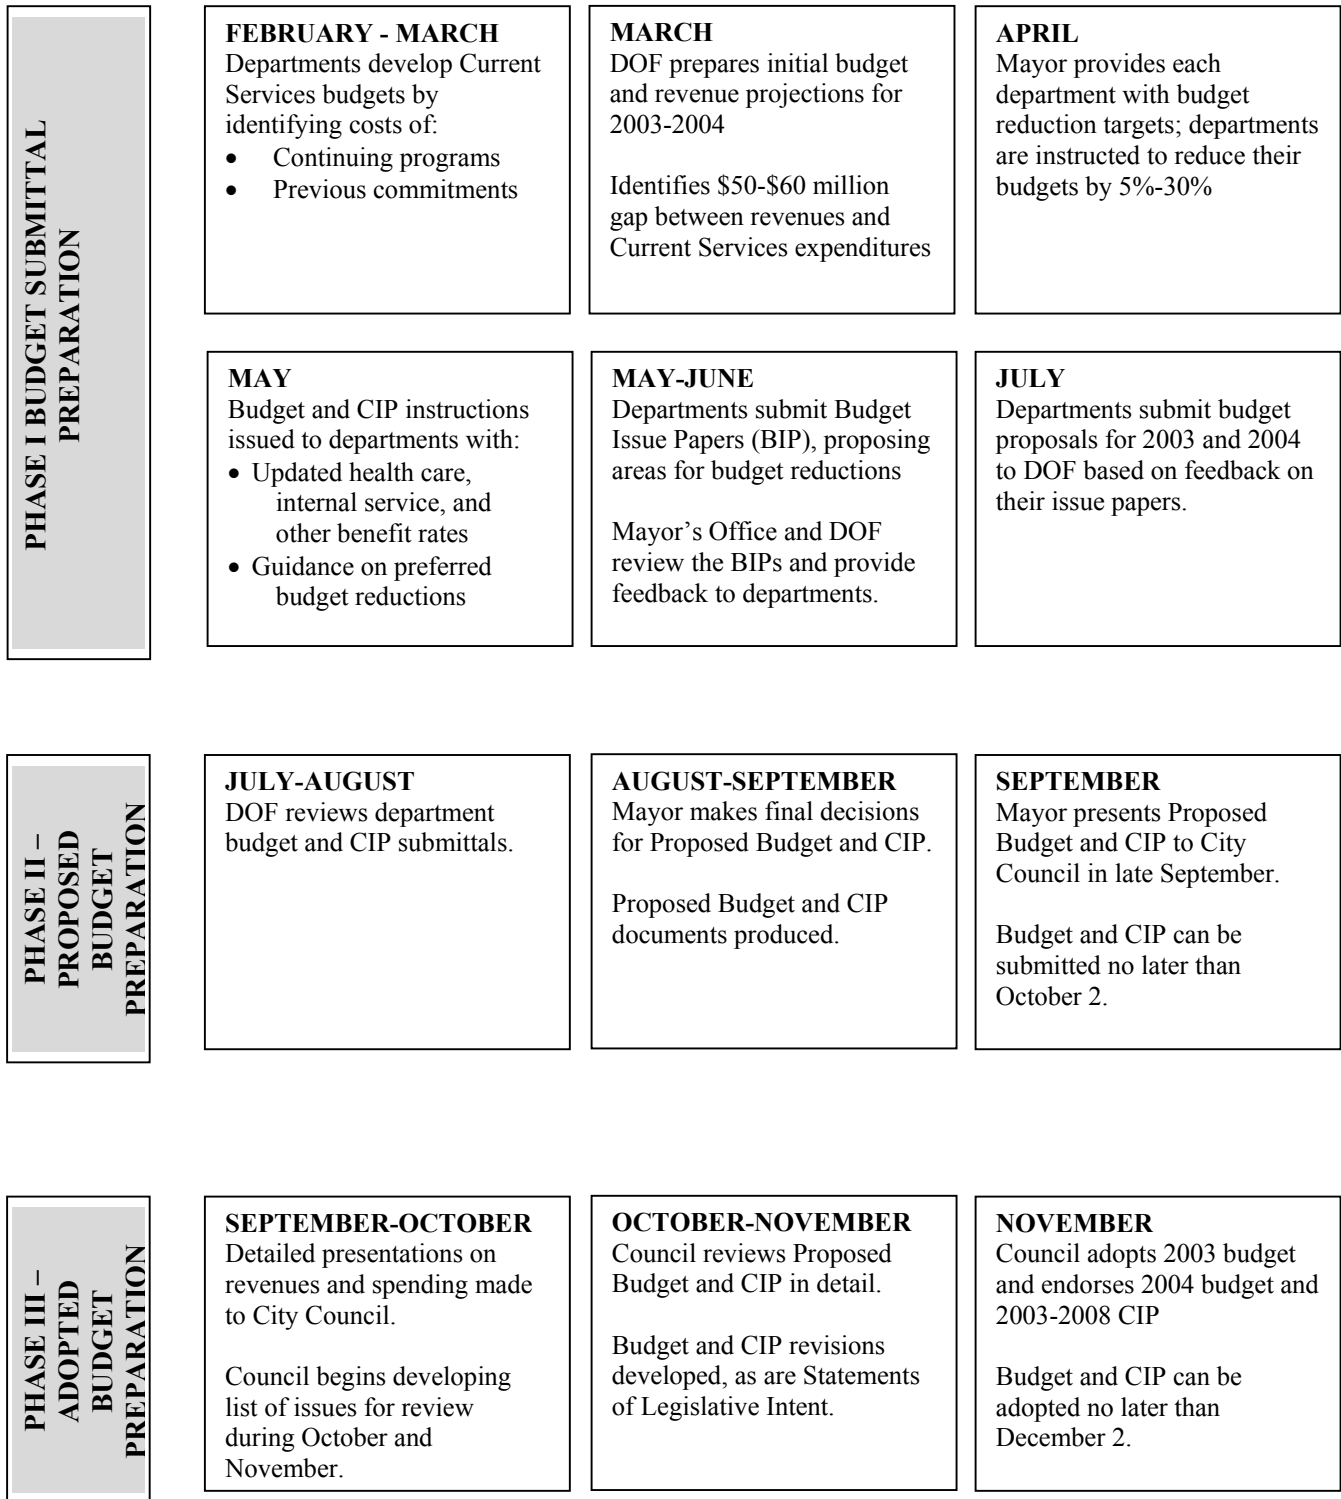 PHASE I BUDGET SUBMITTAL
PREPARATION
FEBRUARY - MARCH
Departments develop Current
Services budgets by
identifying costs of:
• Continuing programs
• Previous commitments
MARCH
DOF prepares initial budget
and revenue projections for
2003-2004
Identifies $50-$60 million
gap between revenues and
Current Services expenditures
APRIL
Mayor provides each
department with budget
reduction targets; departments
are instructed to reduce their
budgets by 5%-30%
MAY
Budget and CIP instructions
issued to departments with:
• Updated health care,
internal service, and
other benefit rates
• Guidance on preferred
budget reductions
MAY-JUNE
Departments submit Budget
Issue Papers (BIP), proposing
areas for budget reductions
Mayor’s Office and DOF
review the BIPs and provide
feedback to departments.
JULY
Departments submit budget
proposals for 2003 and 2004
to DOF based on feedback on
their issue papers.
PHASE II –
PROPOSED
BUDGET
PREPARATION
JULY-AUGUST
DOF reviews department
budget and CIP submittals.
AUGUST-SEPTEMBER
Mayor makes final decisions
for Proposed Budget and CIP.
Proposed Budget and CIP
documents produced.
SEPTEMBER
Mayor presents Proposed
Budget and CIP to City
Council in late September.
Budget and CIP can be
submitted no later than
October 2.
PHASE III –
ADOPTED
BUDGET
PREPARATION
SEPTEMBER-OCTOBER
Detailed presentations on
revenues and spending made
to City Council.
Council begins developing
list of issues for review
during October and
November.
OCTOBER-NOVEMBER
Council reviews Proposed
Budget and CIP in detail.
Budget and CIP revisions
developed, as are Statements
of Legislative Intent.
NOVEMBER
Council adopts 2003 budget
and endorses 2004 budget and
2003-2008 CIP
Budget and CIP can be
adopted no later than
December 2.